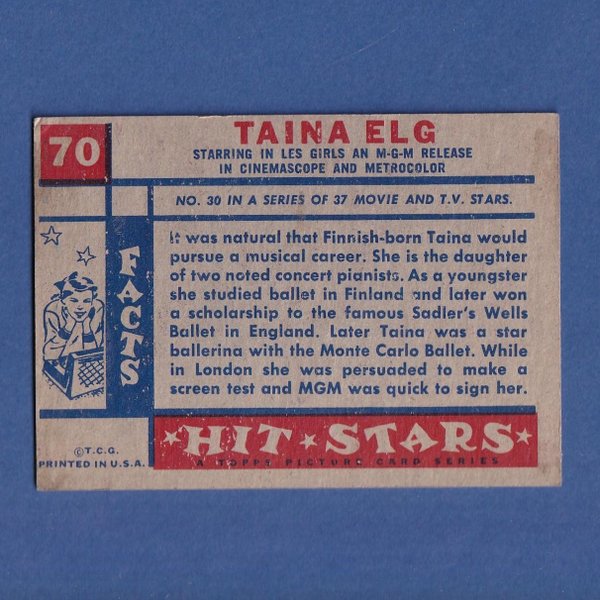 70
TAINA ELG
STARRING IN LES GIRLS AN M-G-M RELEASE
IN CINEMASCOPE AND METROCOLOR
NO. 30 IN A SERIES OF 37 MOVIE AND T.V. STARS.
FACTS
It was natural that Finnish-born Taina would
pursue a musical career. She is the daughter
of two noted concert pianists. As a youngster
she studied ballet in Finland and later won
a scholarship to the famous Sadler's Wells
Ballet in England. Later Taina was a star
ballerina with the Monte Carlo Ballet. While
in London she was persuaded to make a
screen test and MGM was quick to sign her.
©T.C.G.
PRINTED IN U.S.A.
HIT STARS
A TOPPS PICTURE CARD SERIES